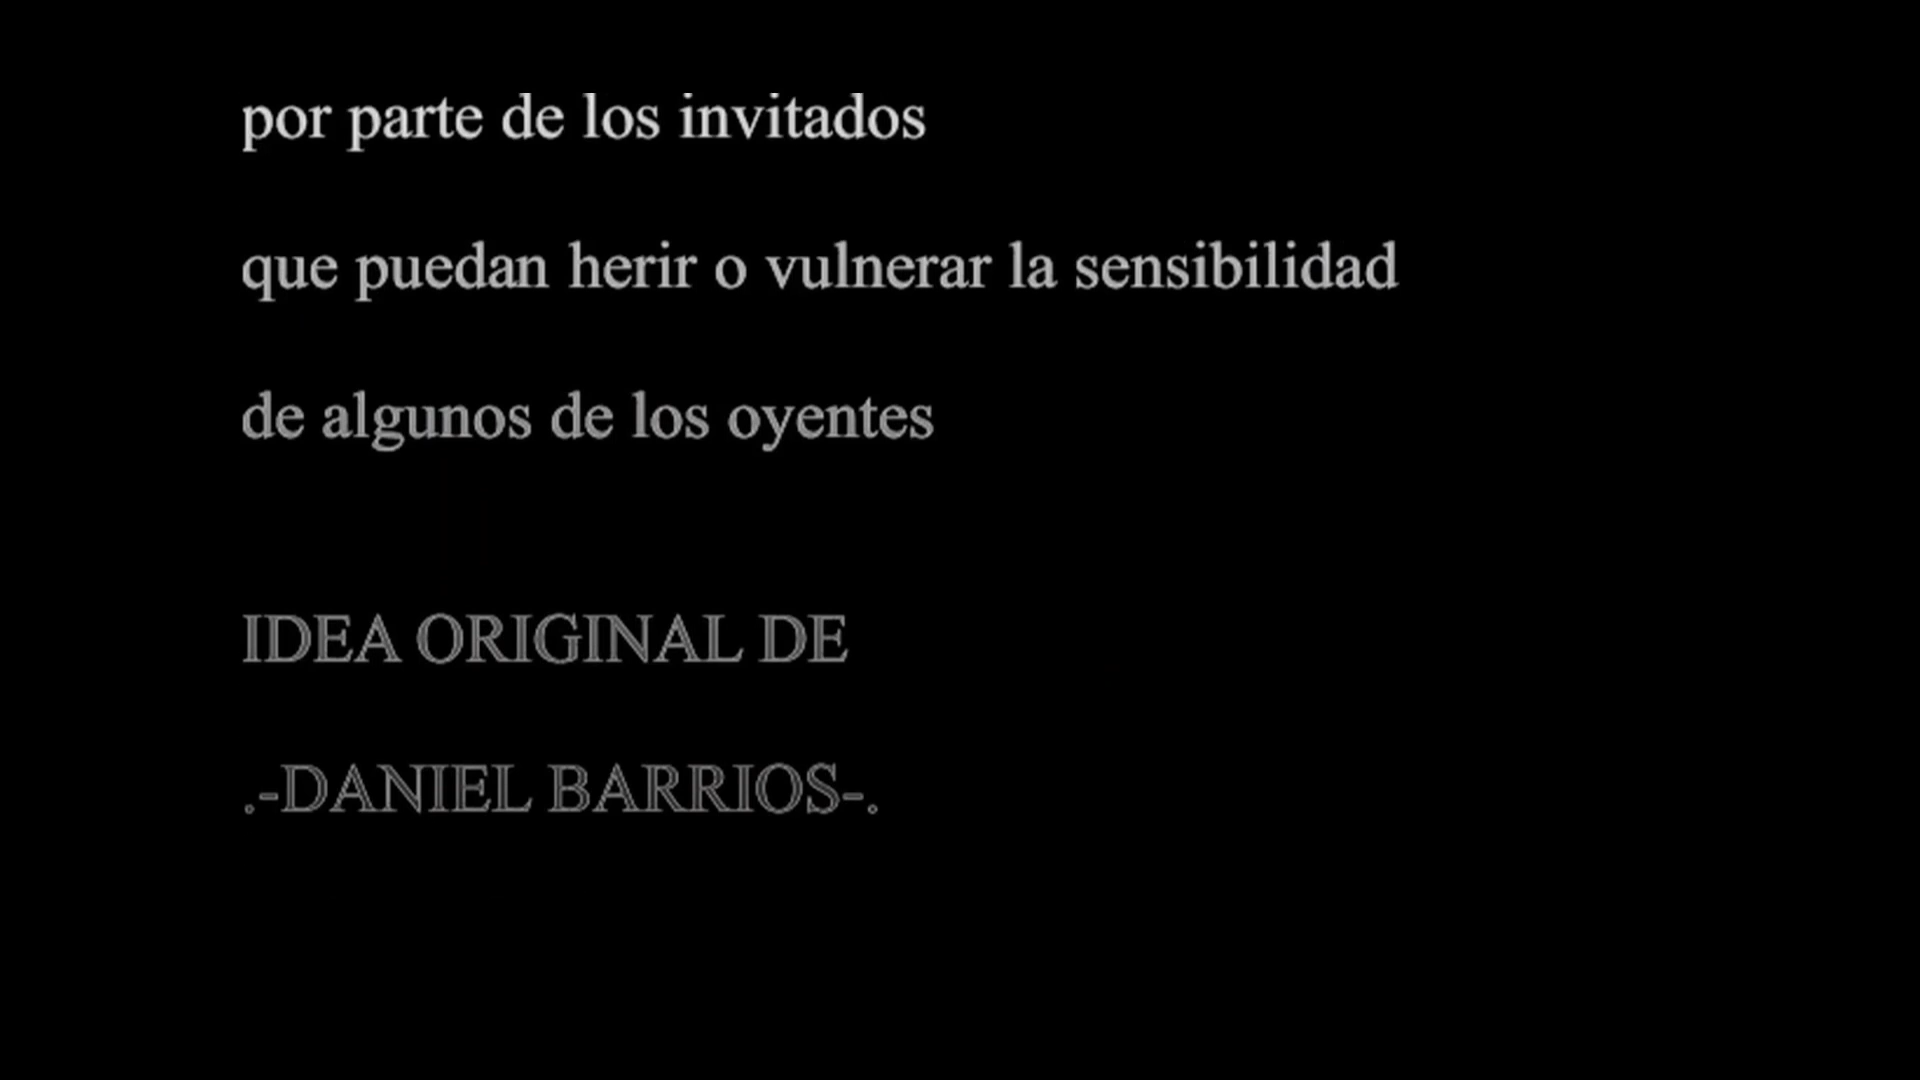 por parte de los invitados
que puedan herir o vulnerar la sensibilidad
de algunos de los oyentes
IDEA ORIGINAL DE
.-DANIEL BARRIOS-.